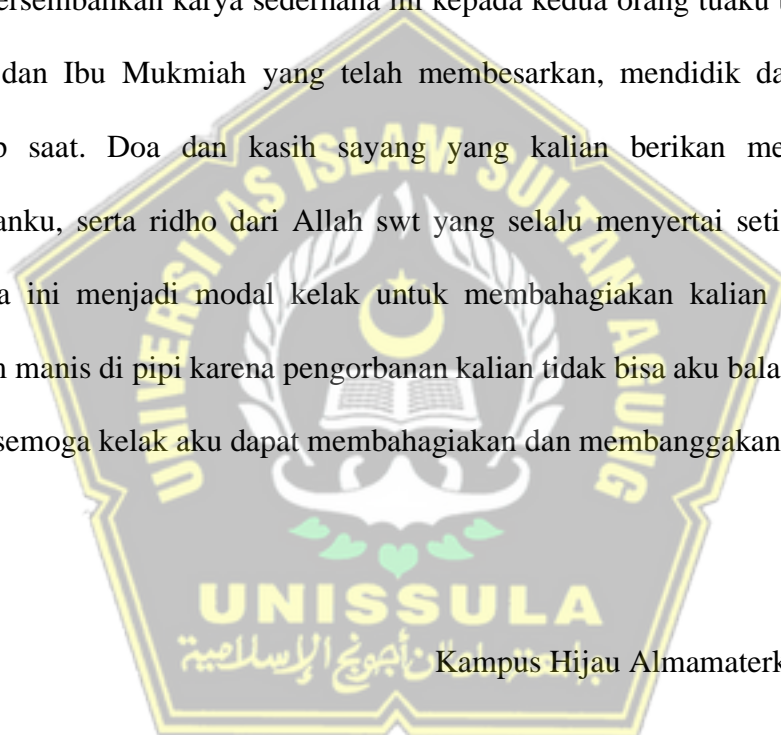 ersembahkan karya sederhana ini kepada kedua orang tuaku
dan Ibu Mukmiah yang telah membesarkan, mendidik da
saat. Doa dan kasih sayang yang kalian berikan me
anku, serta ridho dari Allah swt yang selalu menyertai seti
a ini menjadi modal kelak untuk membahagiakan kalian
n manis di pipi karena pengorbanan kalian tidak bisa aku bala
semoga kelak aku dapat membahagiakan dan membanggakan
UNIVERSITAS ISLAM SULTAN AGUNG
UNISSULA
جامعة سلطان أجونج الإسلامية
Kampus Hijau Almamaterk